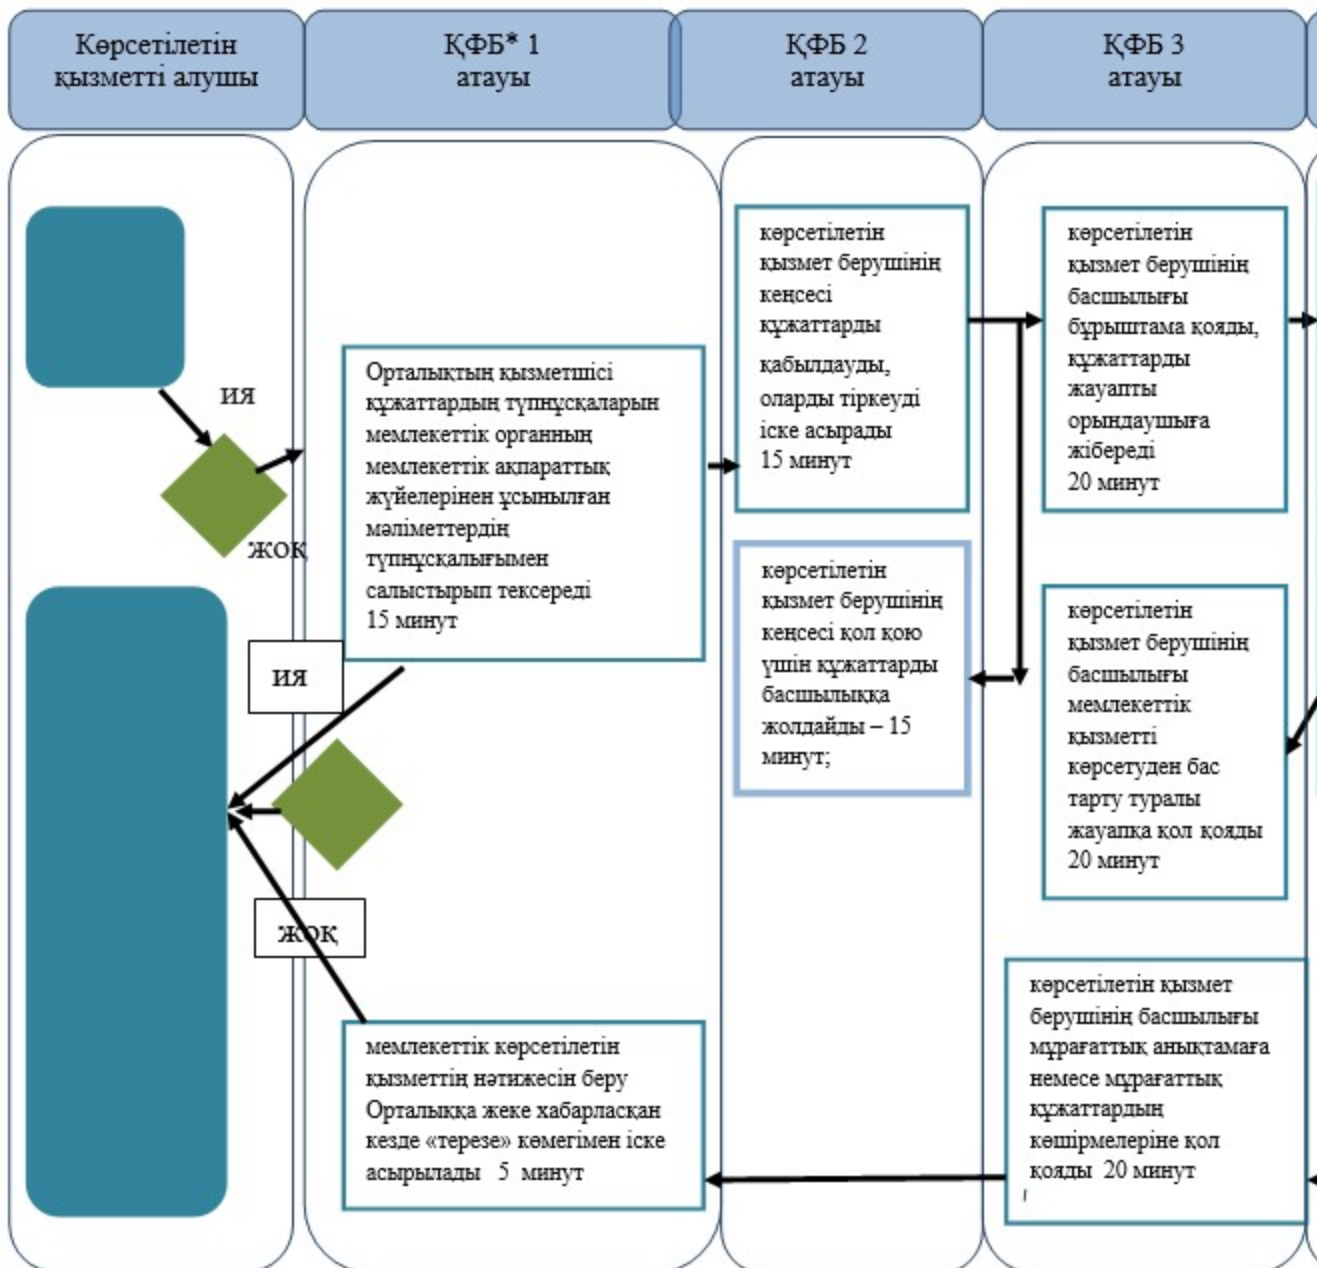 Көрсетілетін
қызметті алушы
ҚФБ* 1
атауы
ҚФБ 2
атауы
ҚФБ 3
атауы
ИЯ
ЖОҚ
Орталықтың қызметшісі
құжаттардың түпнұсқаларын
мемлекеттік органның
мемлекеттік ақпараттық
жүйелерінен ұсынылған
мәліметтердің
түпнұсқалығымен
салыстырып тексереді
15 минут
көрсетілетін
қызмет берушінің
кеңсесі
құжаттарды
қабылдауды,
оларды тіркеуді
іске асырады
15 минут
көрсетілетін
қызмет берушінің
басшылығы
бұрыштама қояды,
құжаттарды
жауапты
орындаушыға
жібереді
20 минут
ИЯ
көрсетілетін
қызмет берушінің
кеңсесі қол қою
үшін құжаттарды
басшылыққа
жолдайды – 15
минут;
көрсетілетін
қызмет берушінің
басшылығы
мемлекеттік
қызметті
көрсетуден бас
тарту туралы
жауапқа қол қояды
20 минут
ЖОҚ
мемлекеттік көрсетілетін
қызметтің нәтижесін беру
Орталыққа жеке хабарласқан
кезде «терезе» көмегімен іске
асырылады 5 минут
көрсетілетін қызмет
берушінің басшылығы
мұрағаттық анықтамаға
немесе мұрағаттық
құжаттардың
көшірмелеріне қол
қояды 20 минут